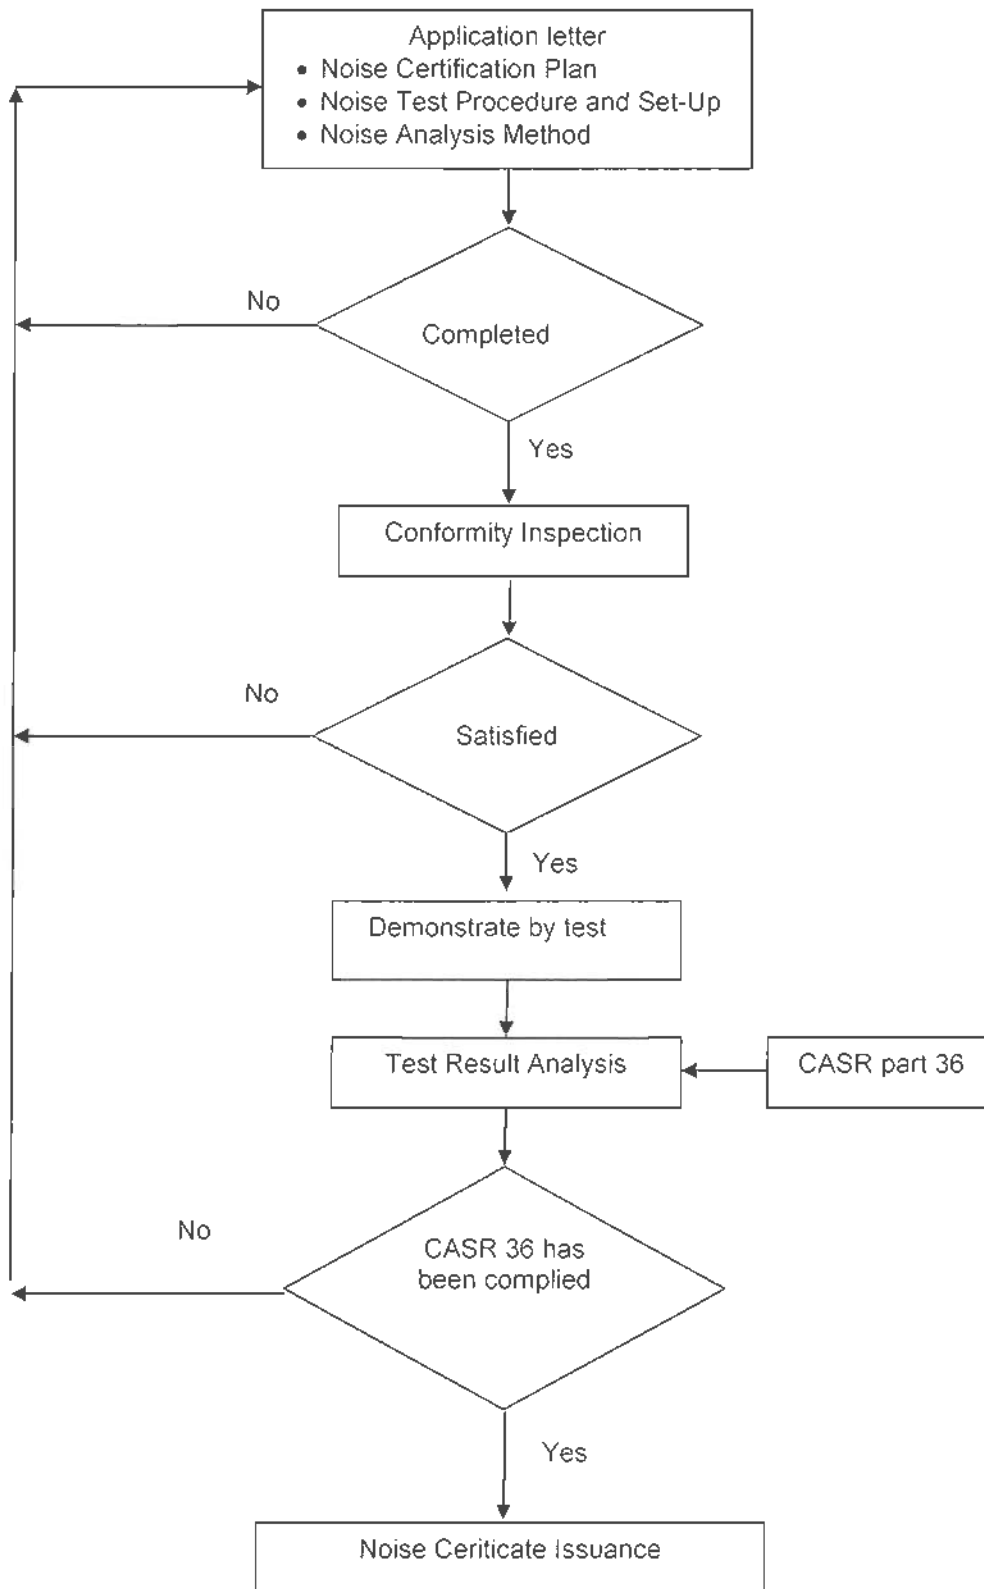 Application letter
• Noise Certification Plan
• Noise Test Procedure and Set-Up
• Noise Analysis Method
No
Completed
Yes
Conformity Inspection
No
Satisfied
Yes
Demonstrate by test
Test Result Analysis
CASR part 36
No
CASR 36 has
been complied
Yes
Noise Ceriticate Issuance